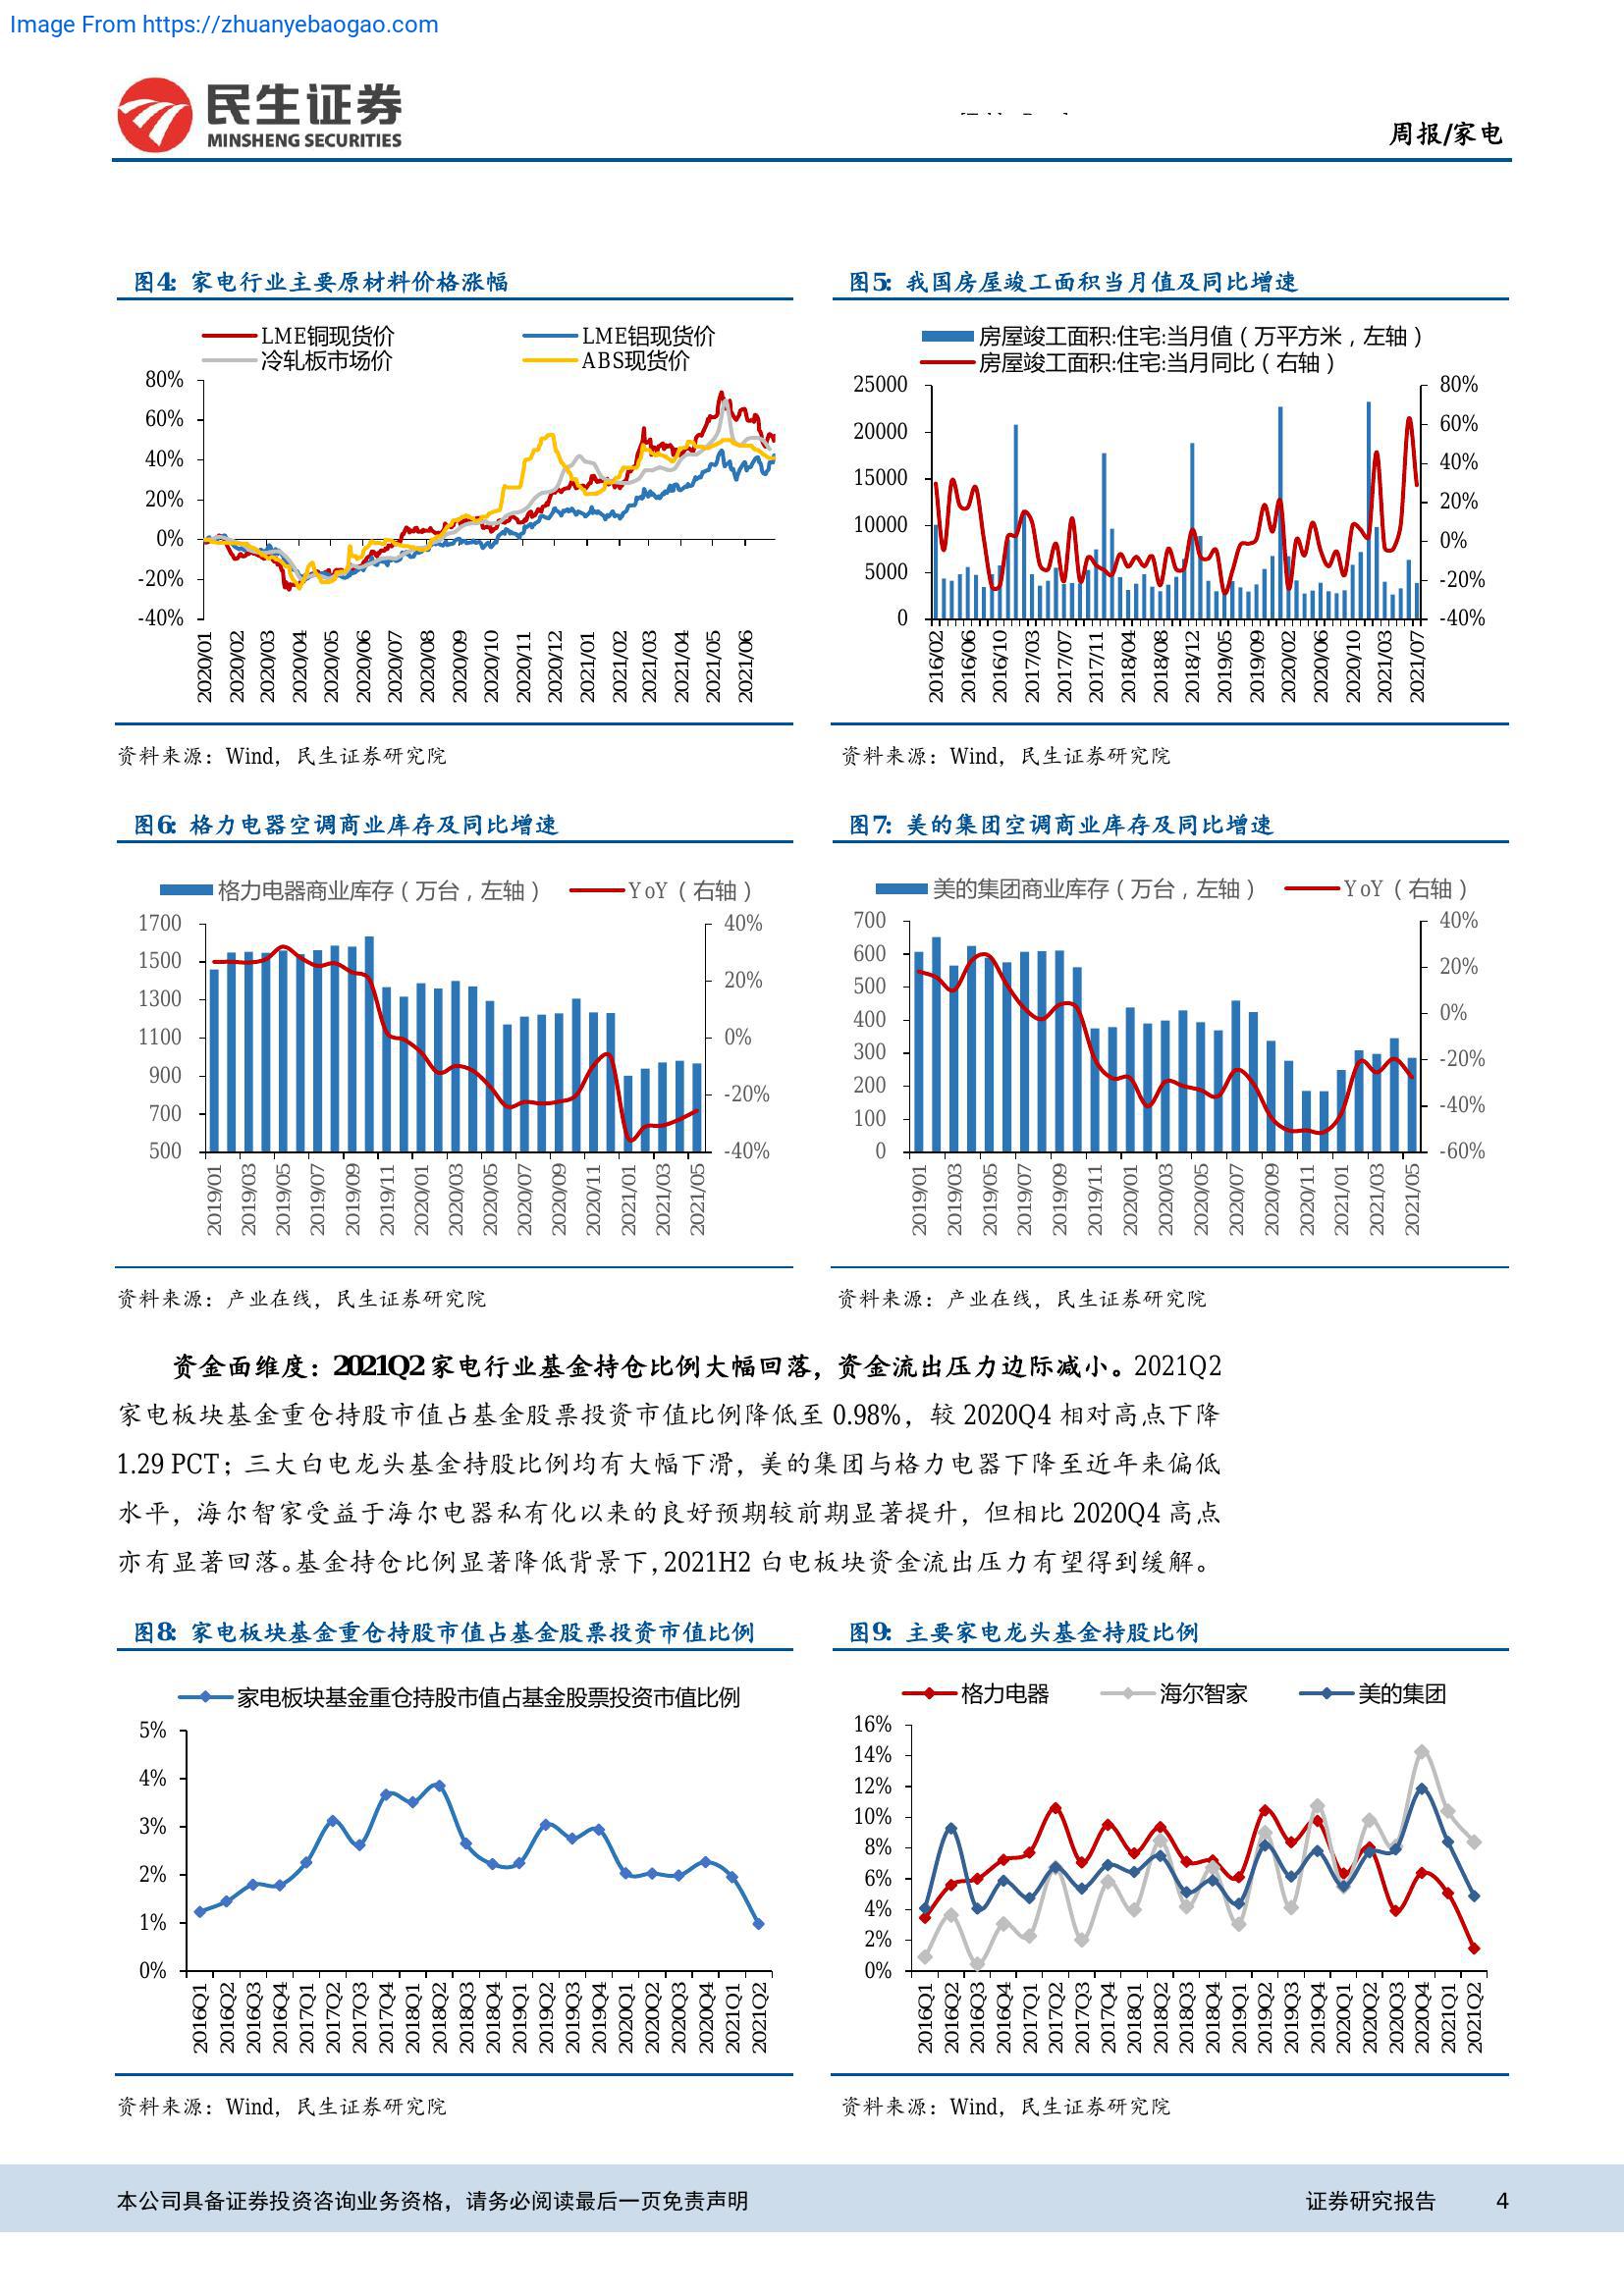 Image From https://zhuanyebaogao.com
民生证券
MINSHENG SECURITIES
周报/家电
图4: 家电行业主要原材料价格涨幅
LME铜现货价 LME铝现货价
冷轧板市场价 ABS现货价
80%
60%
40%
20%
0%
-20%
-40%
2020/01 2020/02 2020/03 2020/04 2020/05 2020/06 2020/07 2020/08 2020/09 2020/10 2020/11 2020/12 2021/01 2021/02 2021/03 2021/04 2021/05 2021/06
资料来源：Wind，民生证券研究院
图5: 我国房屋竣工面积当月值及同比增速
房屋竣工面积:住宅:当月值（万平方米，左轴）
房屋竣工面积:住宅:当月同比（右轴）
25000 80%
20000 60%
15000 40%
10000 20%
5000 0%
0 -20%
-40%
2016/02 2016/06 2016/10 2017/03 2017/07 2017/11 2018/04 2018/08 2018/12 2019/05 2019/09 2020/02 2020/06 2020/10 2021/03 2021/07
资料来源：Wind，民生证券研究院
图6: 格力电器空调商业库存及同比增速
格力电器商业库存（万台，左轴） YoY（右轴）
1700 40%
1500 20%
1300 0%
1100 -20%
900 -40%
700
500
2019/01 2019/03 2019/05 2019/07 2019/09 2019/11 2020/01 2020/03 2020/05 2020/07 2020/09 2020/11 2021/01 2021/03 2021/05
资料来源：产业在线，民生证券研究院
图7: 美的集团空调商业库存及同比增速
美的集团商业库存（万台，左轴） YoY（右轴）
700 40%
600 20%
500 0%
400 -20%
300 -40%
200 -60%
100
0
2019/01 2019/03 2019/05 2019/07 2019/09 2019/11 2020/01 2020/03 2020/05 2020/07 2020/09 2020/11 2021/01 2021/03 2021/05
资料来源：产业在线，民生证券研究院
资金面维度：2021Q2 家电行业基金持仓比例大幅回落，资金流出压力边际减小。2021Q2
家电板块基金重仓持股市值占基金股票投资市值比例降低至 0.98%，较 2020Q4 相对高点下降
1.29 PCT；三大白电龙头基金持股比例均有大幅下滑，美的集团与格力电器下降至近年来偏低
水平，海尔智家受益于海尔电器私有化以来的良好预期较前期显著提升，但相比 2020Q4 高点
亦有显著回落。基金持仓比例显著降低背景下，2021H2 白电板块资金流出压力有望得到缓解。
图8: 家电板块基金重仓持股市值占基金股票投资市值比例
家电板块基金重仓持股市值占基金股票投资市值比例
5%
4%
3%
2%
1%
0%
2016Q1 2016Q2 2016Q3 2016Q4 2017Q1 2017Q2 2017Q3 2017Q4 2018Q1 2018Q2 2018Q3 2018Q4 2019Q1 2019Q2 2019Q3 2019Q4 2020Q1 2020Q2 2020Q3 2020Q4 2021Q1 2021Q2
资料来源：Wind，民生证券研究院
图9: 主要家电龙头基金持股比例
格力电器 海尔智家 美的集团
16%
14%
12%
10%
8%
6%
4%
2%
0%
2016Q1 2016Q2 2016Q3 2016Q4 2017Q1 2017Q2 2017Q3 2017Q4 2018Q1 2018Q2 2018Q3 2018Q4 2019Q1 2019Q2 2019Q3 2019Q4 2020Q1 2020Q2 2020Q3 2020Q4 2021Q1 2021Q2
资料来源：Wind，民生证券研究院
本公司具备证券投资咨询业务资格，请务必阅读最后一页免责声明 证券研究报告 4